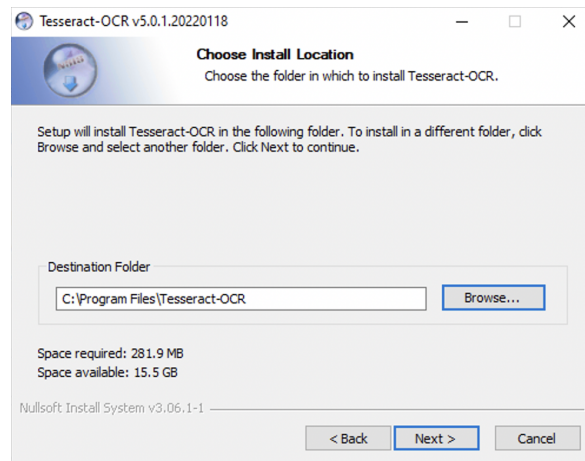 Tesseract-OCR v5.0.1.20220118
Choose Install Location
Choose the folder in which to install Tesseract-OCR.
Setup will install Tesseract-OCR in the following folder. To install in a different folder, click
Browse and select another folder. Click Next to continue.
Destination Folder
C:\Program Files\Tesseract-OCR
Browse...
Space required: 281.9 MB
Space available: 15.5 GB
Nullsoft Install System v3.06.1-1
< Back Next > Cancel